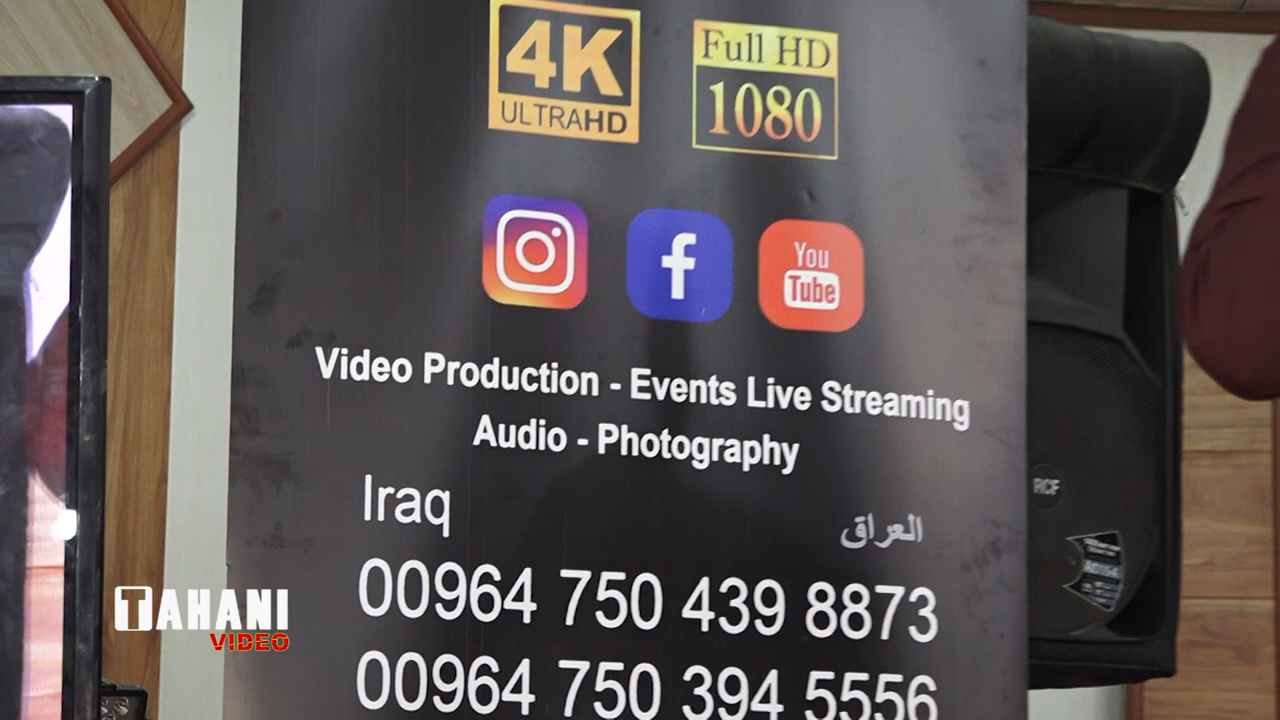 4K
ULTRAHD
Full HD
1080
You
Tube
Video Production - Events Live Streaming
Audio - Photography
Iraq
العراق
00964 750 439 8873
00964 750 394 5556
RCF
TAHANI
VIDEO